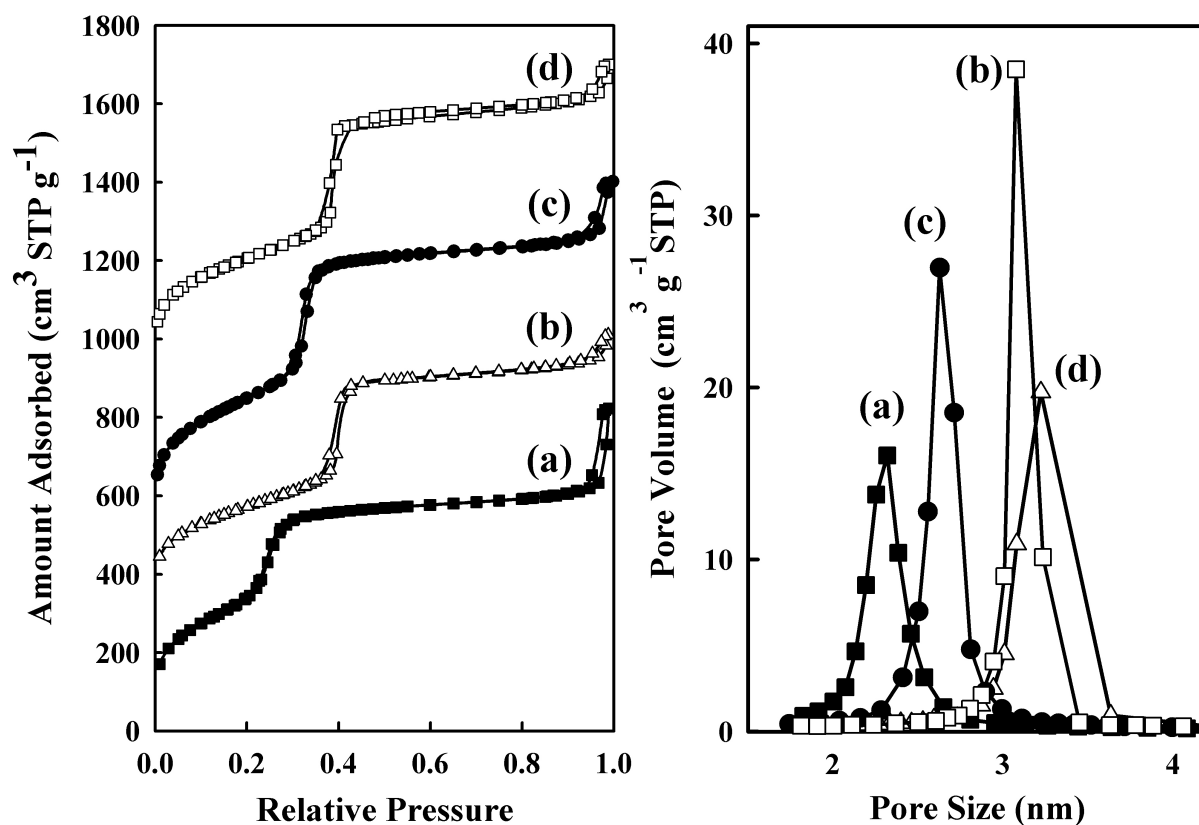 1800
1600
1400
1200
1000
800
600
400
200
0
0.0 0.2 0.4 0.6 0.8 1.0
Amount Adsorbed (cm3 STP g-1)
Relative Pressure
(d)
(c)
(b)
(a)
40
30
20
10
0
2 3 4
Pore Volume (cm3 g-1 STP)
Pore Size (nm)
(b)
(c)
(d)
(a)